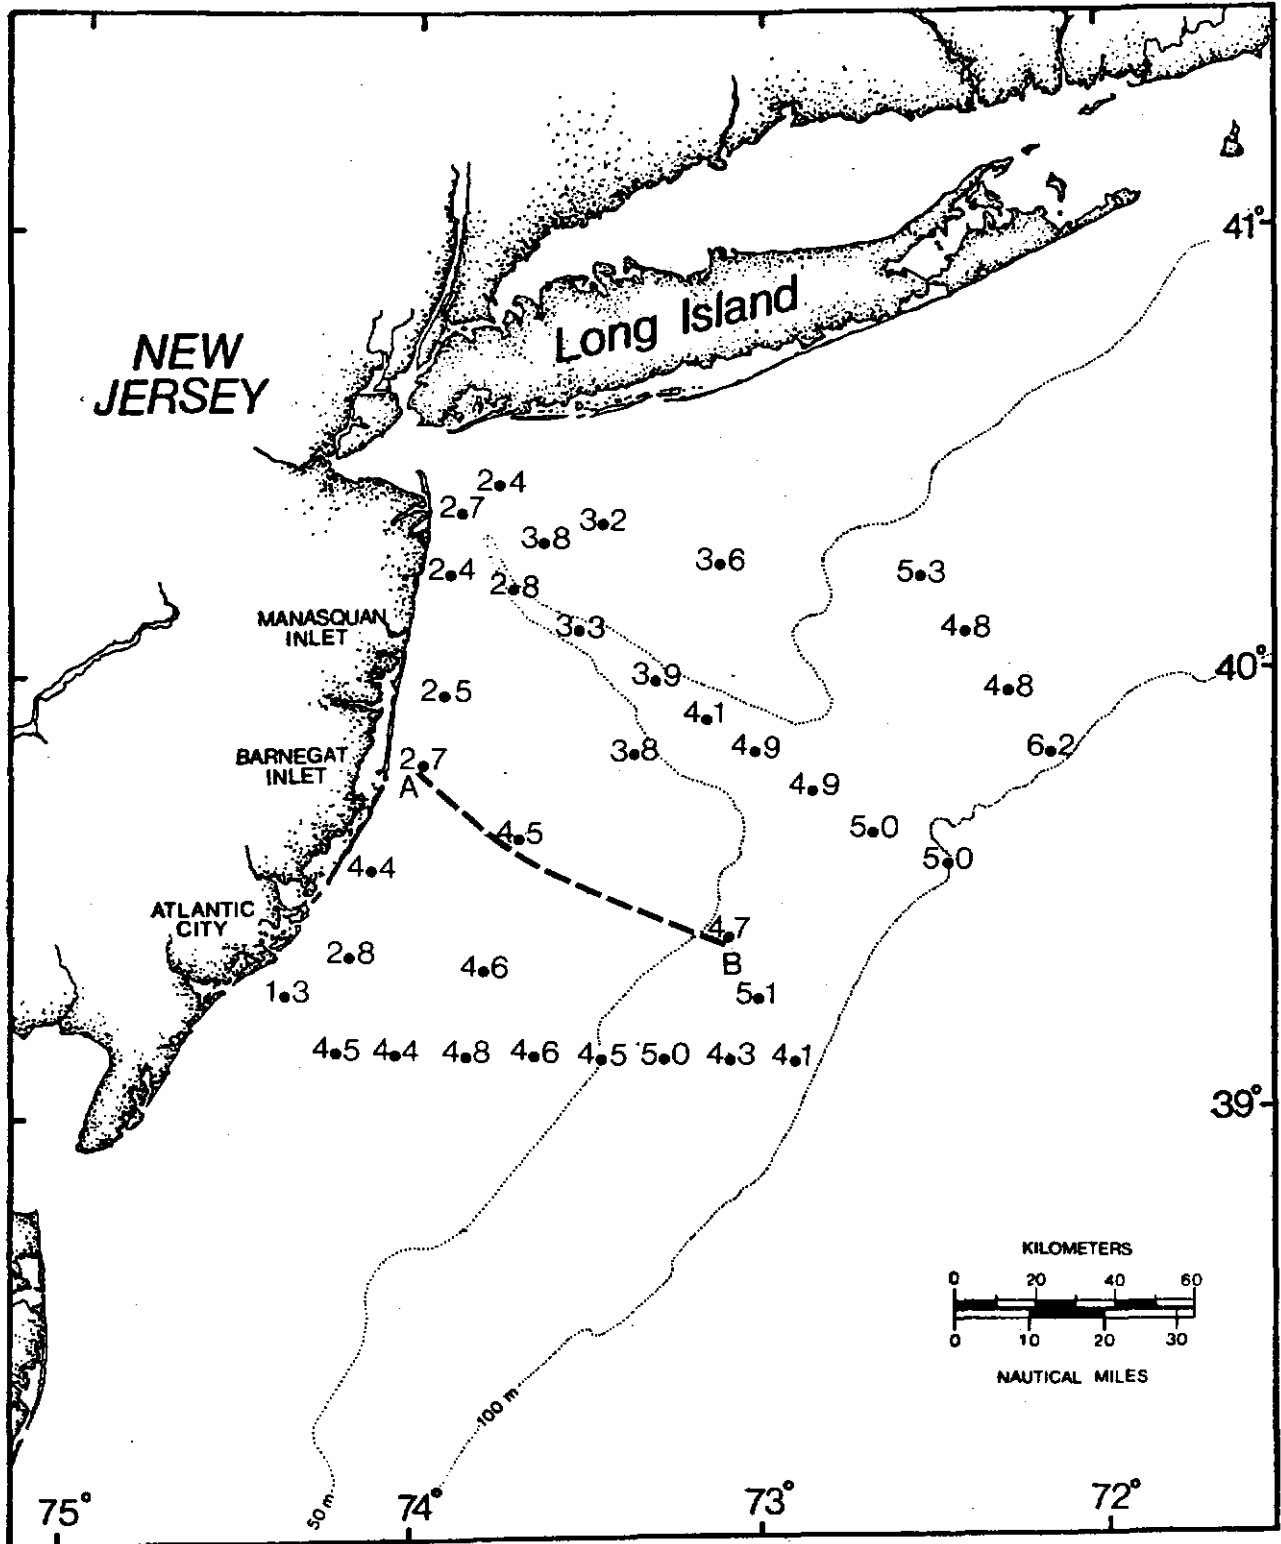 41°
Long Island
NEW
JERSEY
2.4
2.7
3.2
3.8
3.6
2.4
2.8
5.3
MANASQUAN
INLET
3.3
4.8
40°
3.9
4.8
2.5
4.1
BARNEGAT
INLET
2.7
3.8
4.9
6.2
A
4.9
4.5
5.0
4.4
5.0
ATLANTIC
CITY
4.7
2.8
4.6
B
1.3
5.1
4.5
4.4
4.8
4.6
4.5
5.0
4.3
4.1
39°
KILOMETERS
0 20 40 60
0 10 20 30
NAUTICAL MILES
100 m
50 m
75° 74° 73° 72°